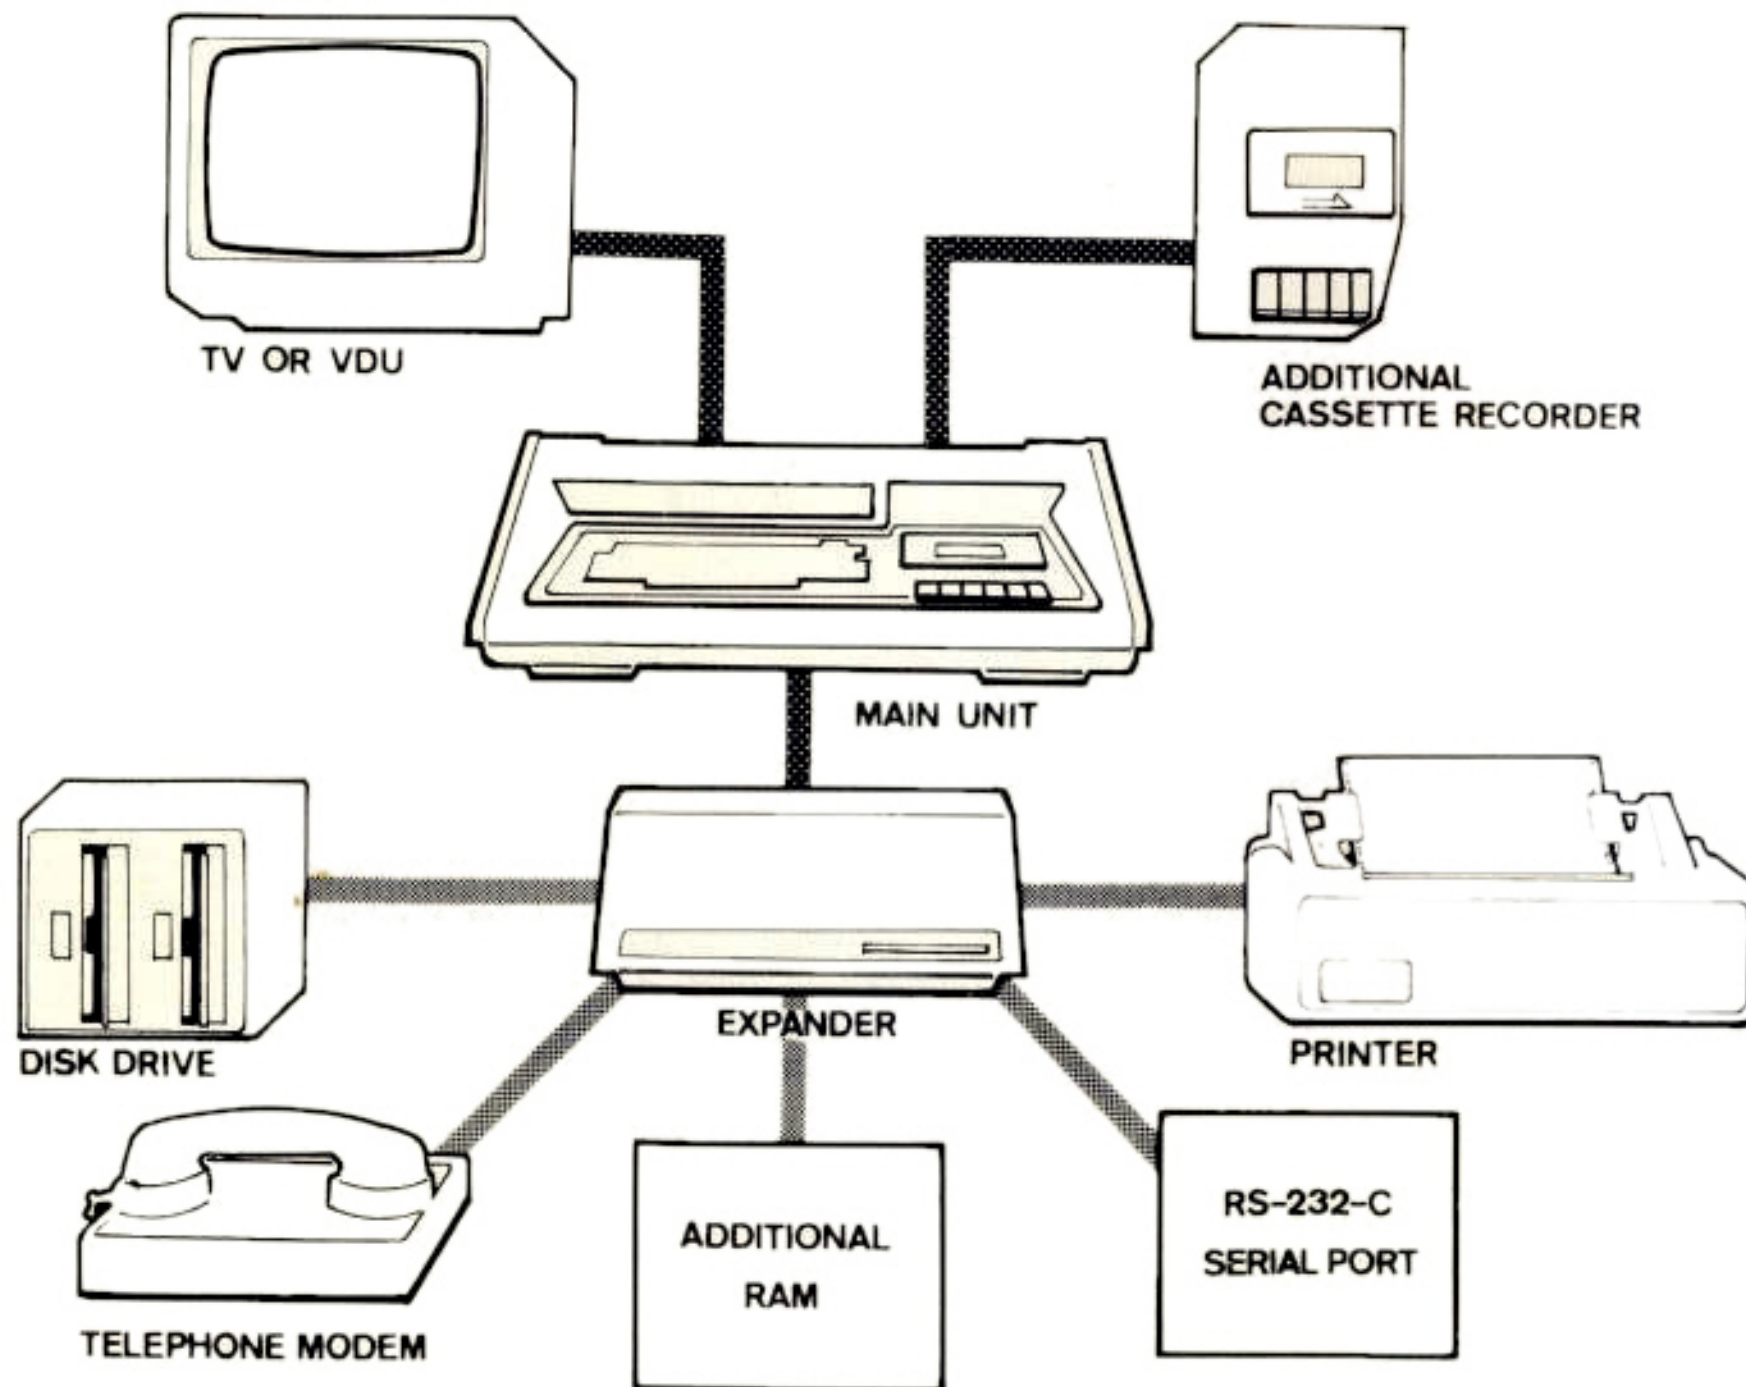 TV OR VDU
ADDITIONAL
CASSETTE RECORDER
MAIN UNIT
EXPANDER
DISK DRIVE
PRINTER
TELEPHONE MODEM
ADDITIONAL
RAM
RS-232-C
SERIAL PORT